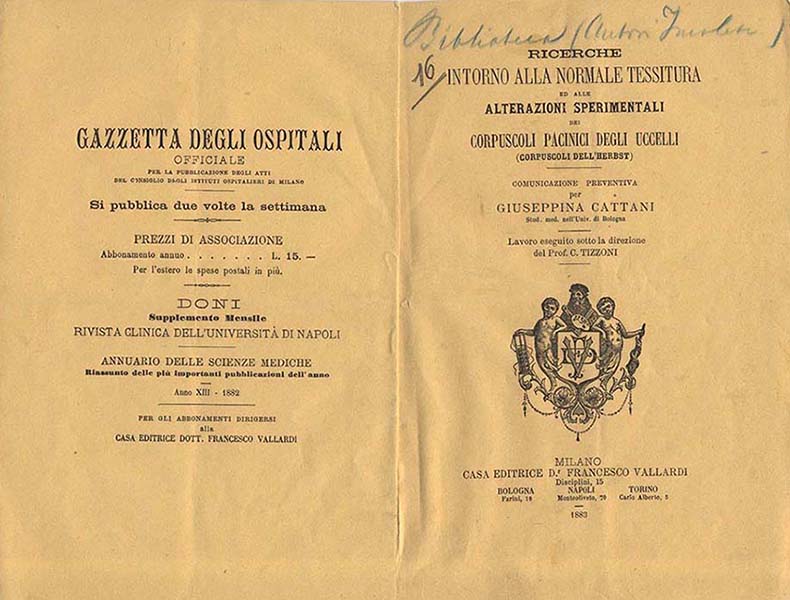 GAZZETTA DEGLI OSPITALI
OFFICIALE
PER LA PUBBLICAZIONE DEGLI ATTI
DEL CONSIGLIO DEGLI ISTITUTI OSPITALIERI DI MILANO
Si pubblica due volte la settimana
PREZZI DI ASSOCIAZIONE
Abbonamento annuo . . . . . . . L. 15. —
Per l'estero le spese postali in più.
DONI
Supplemento Mensile
RIVISTA CLINICA DELL'UNIVERSITÀ DI NAPOLI
ANNUARIO DELLE SCIENZE MEDICHE
Riassunto delle più importanti pubblicazioni dell'anno
Anno XIII - 1882
PER GLI ABBONAMENTI DIRIGERSI
alla
CASA EDITRICE DOTT. FRANCESCO VALLARDI
Biblioteca (Autori Imolesi)
16
RICERCHE
INTORNO ALLA NORMALE TESSITURA
ED ALLE
ALTERAZIONI SPERIMENTALI
DEI
CORPUSCOLI PACINICI DEGLI UCCELLI
(CORPUSCOLI DELL'HERBST)
COMUNICAZIONE PREVENTIVA
per
GIUSEPPINA CATTANI
Stud. med. nell'Univ. di Bologna
Lavoro eseguito sotto la direzione
del Prof. C. TIZZONI
MILANO
CASA EDITRICE D.r FRANCESCO VALLARDI
Disciplini, 15
BOLOGNA NAPOLI TORINO
Farini, 10 Monteoliveto, 70 Carlo Alberto, 5
1883